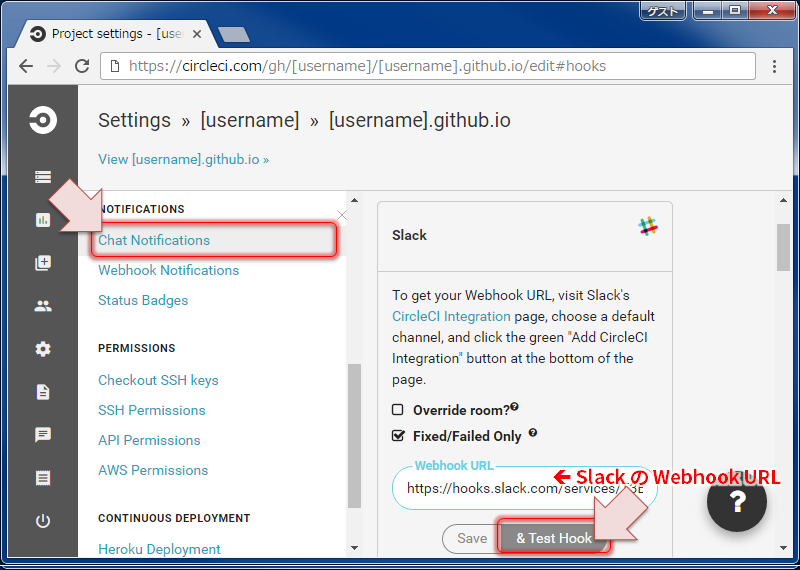 ゲスト
Project settings - [use
https://circleci.com/gh/[username]/[username].github.io/edit#hooks
Settings » [username] » [username].github.io
View [username].github.io »
NOTIFICATIONS
Chat Notifications
Webhook Notifications
Status Badges
PERMISSIONS
Checkout SSH keys
SSH Permissions
API Permissions
AWS Permissions
CONTINUOUS DEPLOYMENT
Heroku Deployment
Slack
To get your Webhook URL, visit Slack's
CircleCI Integration page, choose a default
channel, and click the green "Add CircleCI
Integration" button at the bottom of the
page.
Override room?
Fixed/Failed Only
Webhook URL
← Slack の Webhook URL
https://hooks.slack.com/services/
Save
& Test Hook
?